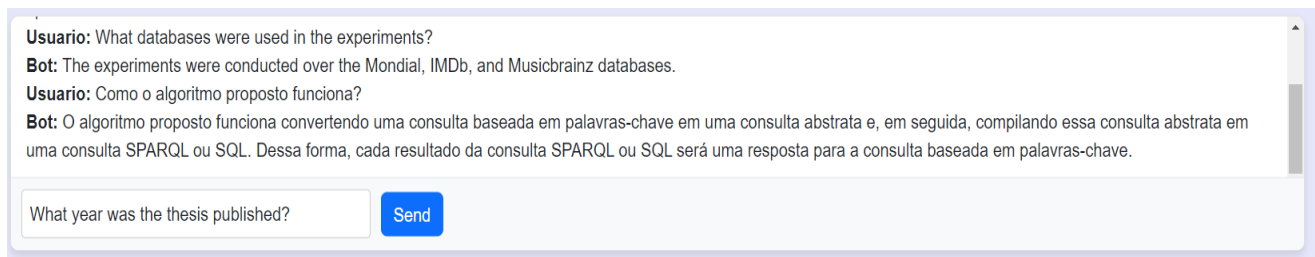 Usuario: What databases were used in the experiments?
Bot: The experiments were conducted over the Mondial, IMDb, and Musicbrainz databases.
Usuario: Como o algoritmo proposto funciona?
Bot: O algoritmo proposto funciona convertendo uma consulta baseada em palavras-chave em uma consulta abstrata e, em seguida, compilando essa consulta abstrata em
uma consulta SPARQL ou SQL. Dessa forma, cada resultado da consulta SPARQL ou SQL será uma resposta para a consulta baseada em palavras-chave.
What year was the thesis published?
Send